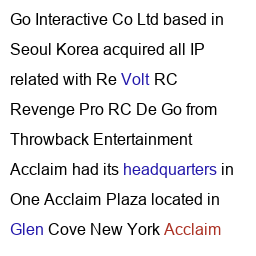 Go Interactive Co Ltd based in
Seoul Korea acquired all IP
related with Re Volt RC
Revenge Pro RC De Go from
Throwback Entertainment
Acclaim had its headquarters in
One Acclaim Plaza located in
Glen Cove New York Acclaim